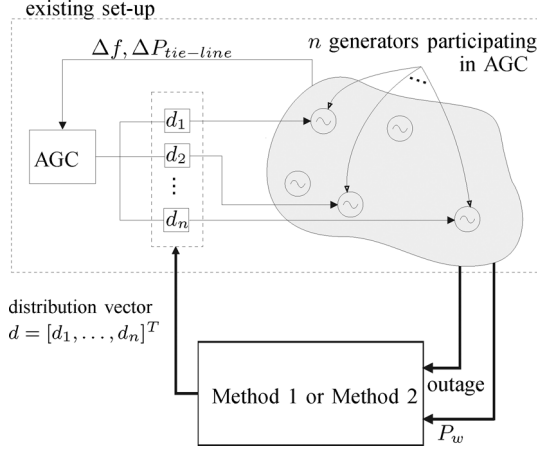 existing set-up
Δf, ΔP_{tie-line}
n generators participating
in AGC
...
AGC
d_1
d_2
⋮
d_n
distribution vector
d = [d_1, . . . , d_n]^T
Method 1 or Method 2
outage
P_w